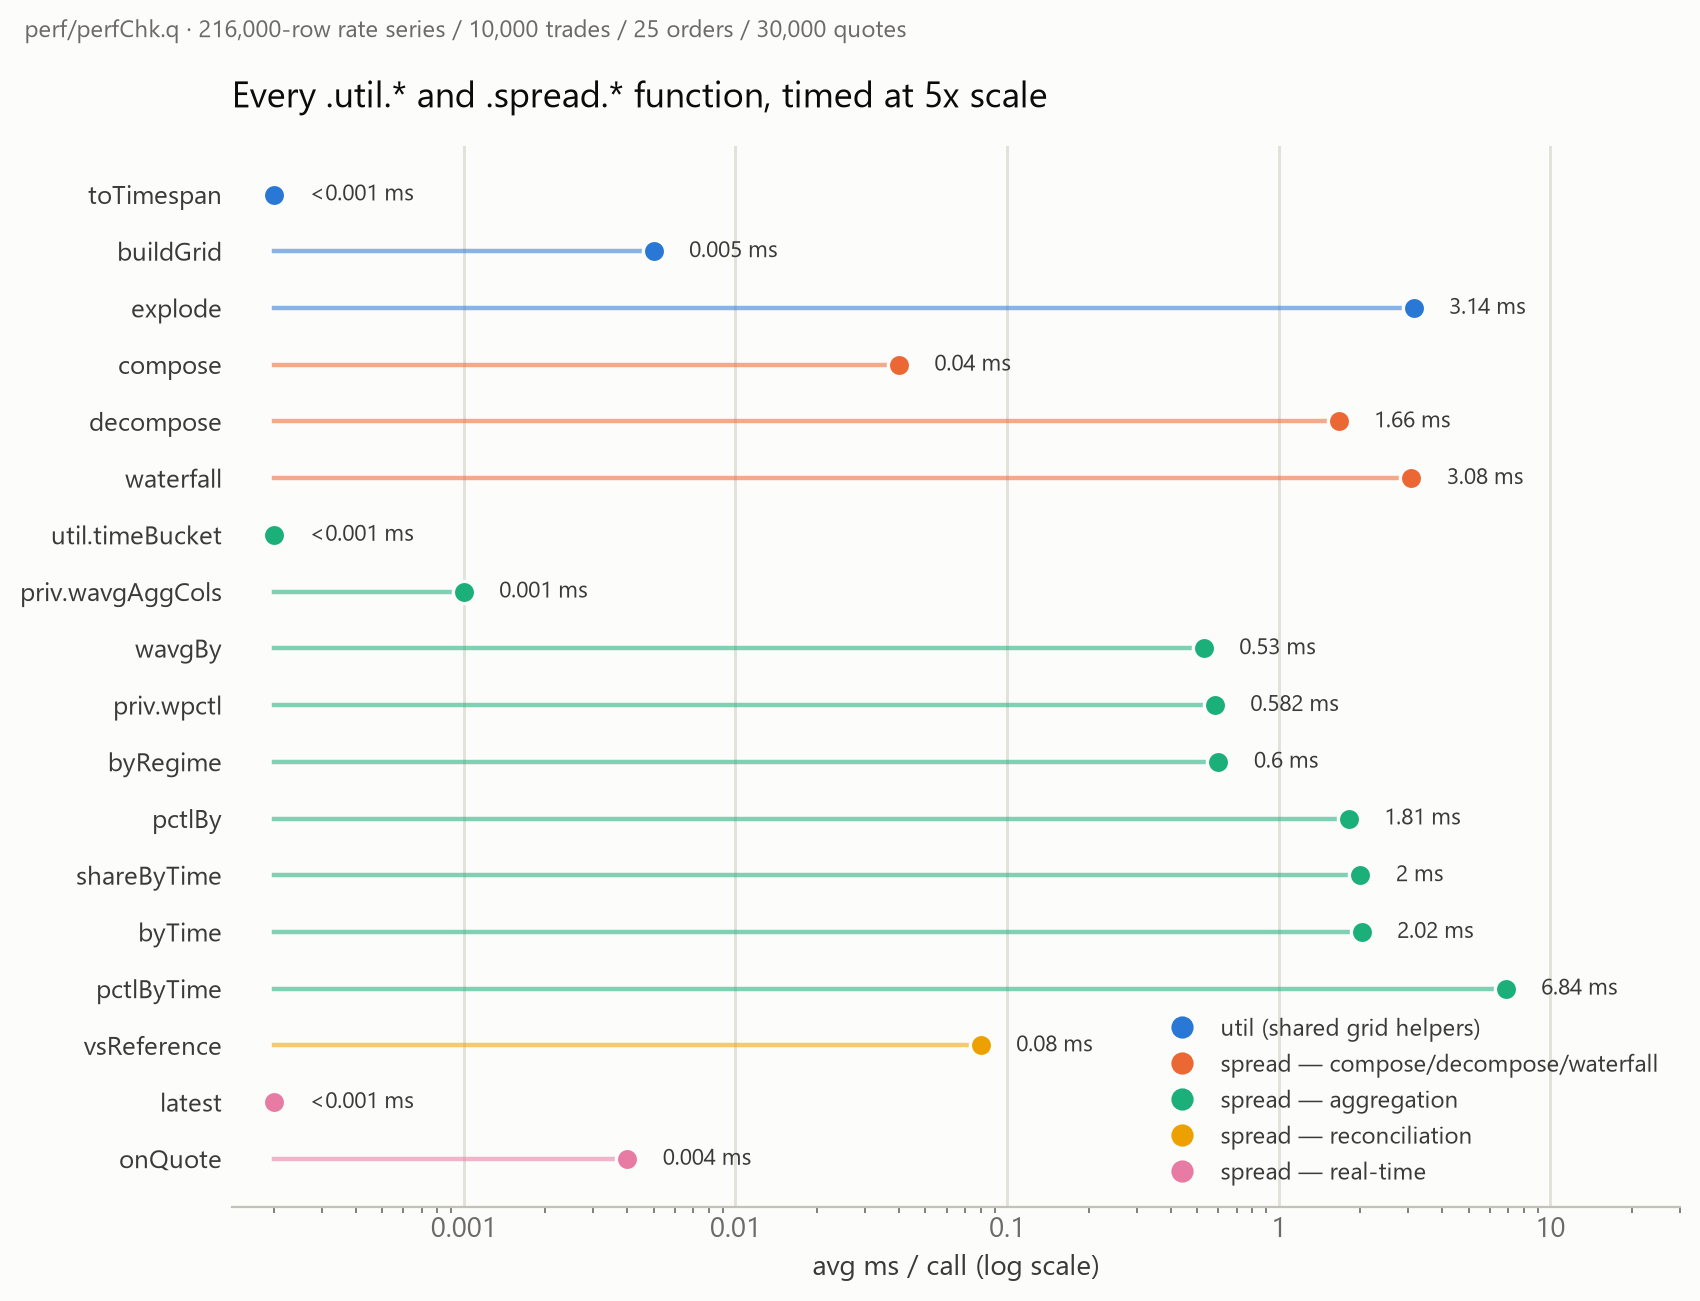 perf/perfChk.q · 216,000-row rate series / 10,000 trades / 25 orders / 30,000 quotes
Every .util.* and .spread.* function, timed at 5x scale
toTimespan <0.001 ms
buildGrid 0.005 ms
explode 3.14 ms
compose 0.04 ms
decompose 1.66 ms
waterfall 3.08 ms
util.timeBucket <0.001 ms
priv.wavgAggCols 0.001 ms
wavgBy 0.53 ms
priv.wpctl 0.582 ms
byRegime 0.6 ms
pctlBy 1.81 ms
shareByTime 2 ms
byTime 2.02 ms
pctlByTime 6.84 ms
vsReference 0.08 ms
latest <0.001 ms
onQuote 0.004 ms
util (shared grid helpers)
spread — compose/decompose/waterfall
spread — aggregation
spread — reconciliation
spread — real-time
0.001 0.01 0.1 1 10
avg ms / call (log scale)